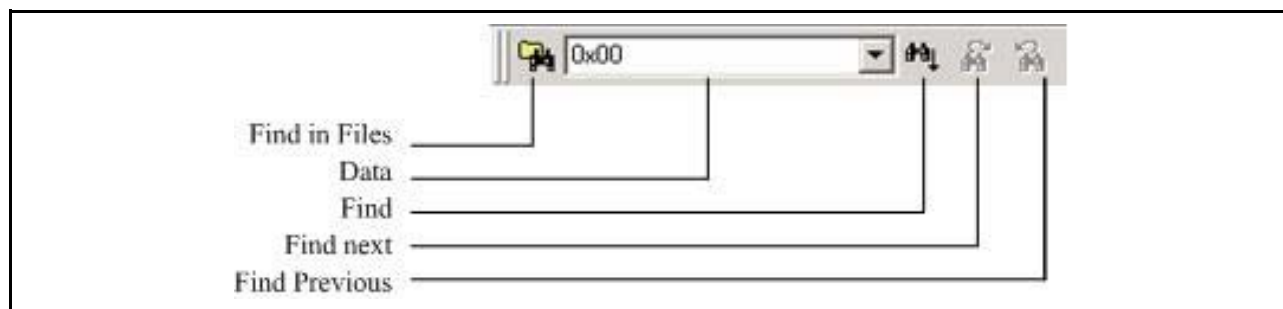 0x00
Find in Files
Data
Find
Find next
Find Previous